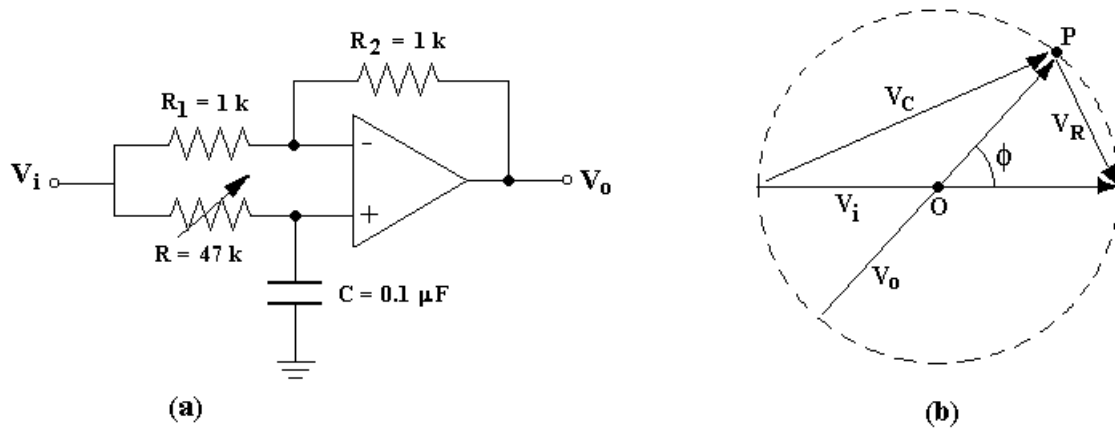 R2 = 1 k
R1 = 1 k
-
Vi
Vo
+
R = 47 k
C = 0.1 µF
(a)
P
VC
VR
ϕ
Vi
O
Vo
(b)